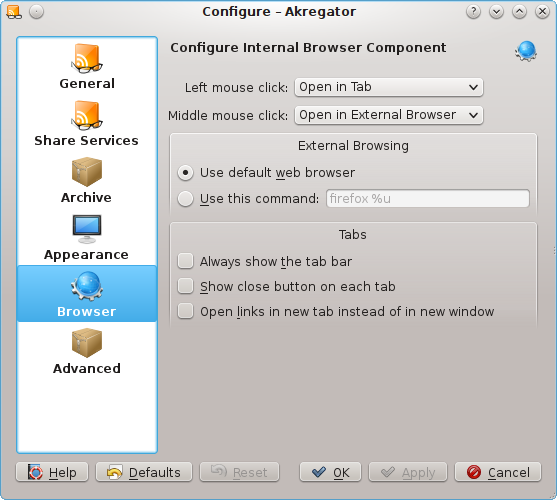 Configure – Akregator
General
Share Services
Archive
Appearance
Browser
Advanced
Configure Internal Browser Component
Left mouse click: Open in Tab
Middle mouse click: Open in External Browser
External Browsing
Use default web browser
Use this command: firefox %u
Tabs
Always show the tab bar
Show close button on each tab
Open links in new tab instead of in new window
Help Defaults Reset OK Apply Cancel